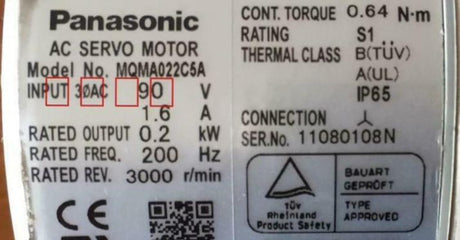 Panasonic
AC SERVO MOTOR
Model No. MQMA022C5A
INPUT 3ØAC 90 V
1.6 A
RATED OUTPUT 0.2 kW
RATED FREQ. 200 Hz
RATED REV. 3000 r/min
CE
CONT. TORQUE 0.64 N·m
RATING S1
THERMAL CLASS B(TÜV)
A(UL)
IP65
CONNECTION
SER.No. 11080108N
TÜV
Rheinland
Product Safety
BAUART
GEPRÜFT
TYPE
APPROVED